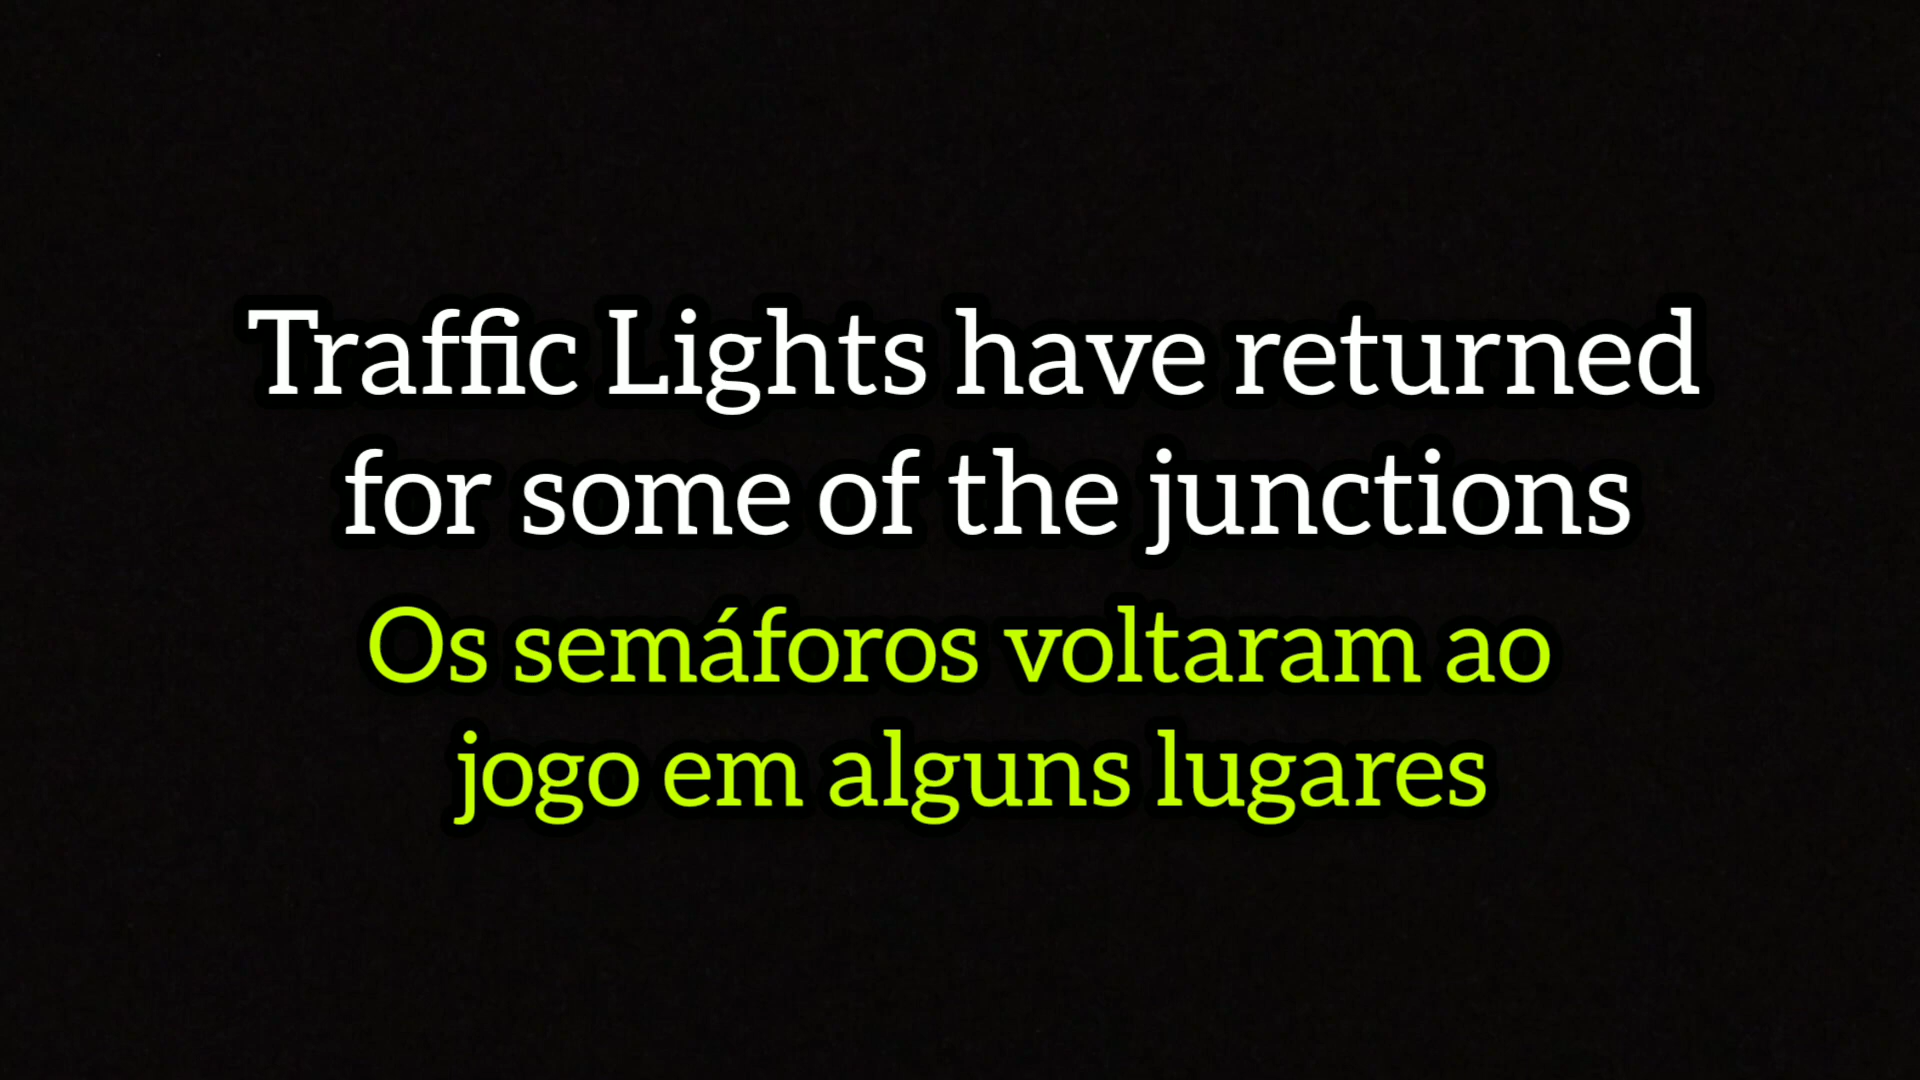 Traffic Lights have returned
for some of the junctions
Os semáforos voltaram ao
jogo em alguns lugares